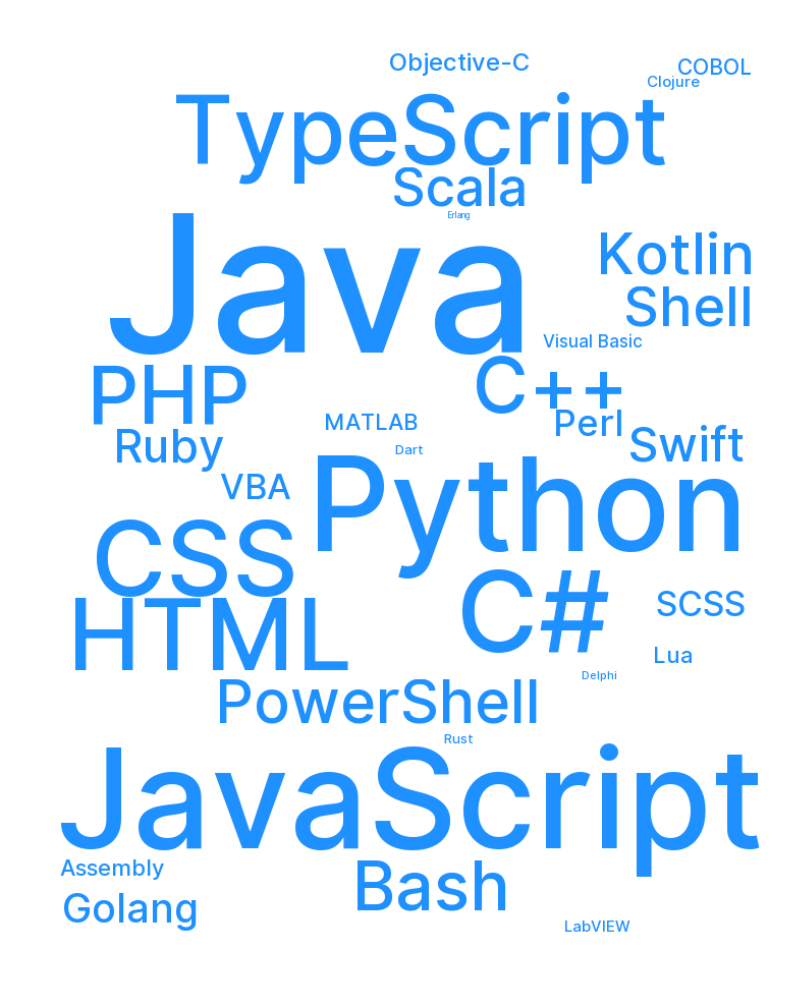 Objective-C
COBOL
Clojure
TypeScript
Scala
Erlang
Java
Kotlin
Shell
Visual Basic
C++
PHP
MATLAB
Perl
Ruby
Swift
Dart
VBA
Python
CSS
C#
SCSS
HTML
Lua
Delphi
PowerShell
Rust
JavaScript
Assembly
Bash
Golang
LabVIEW